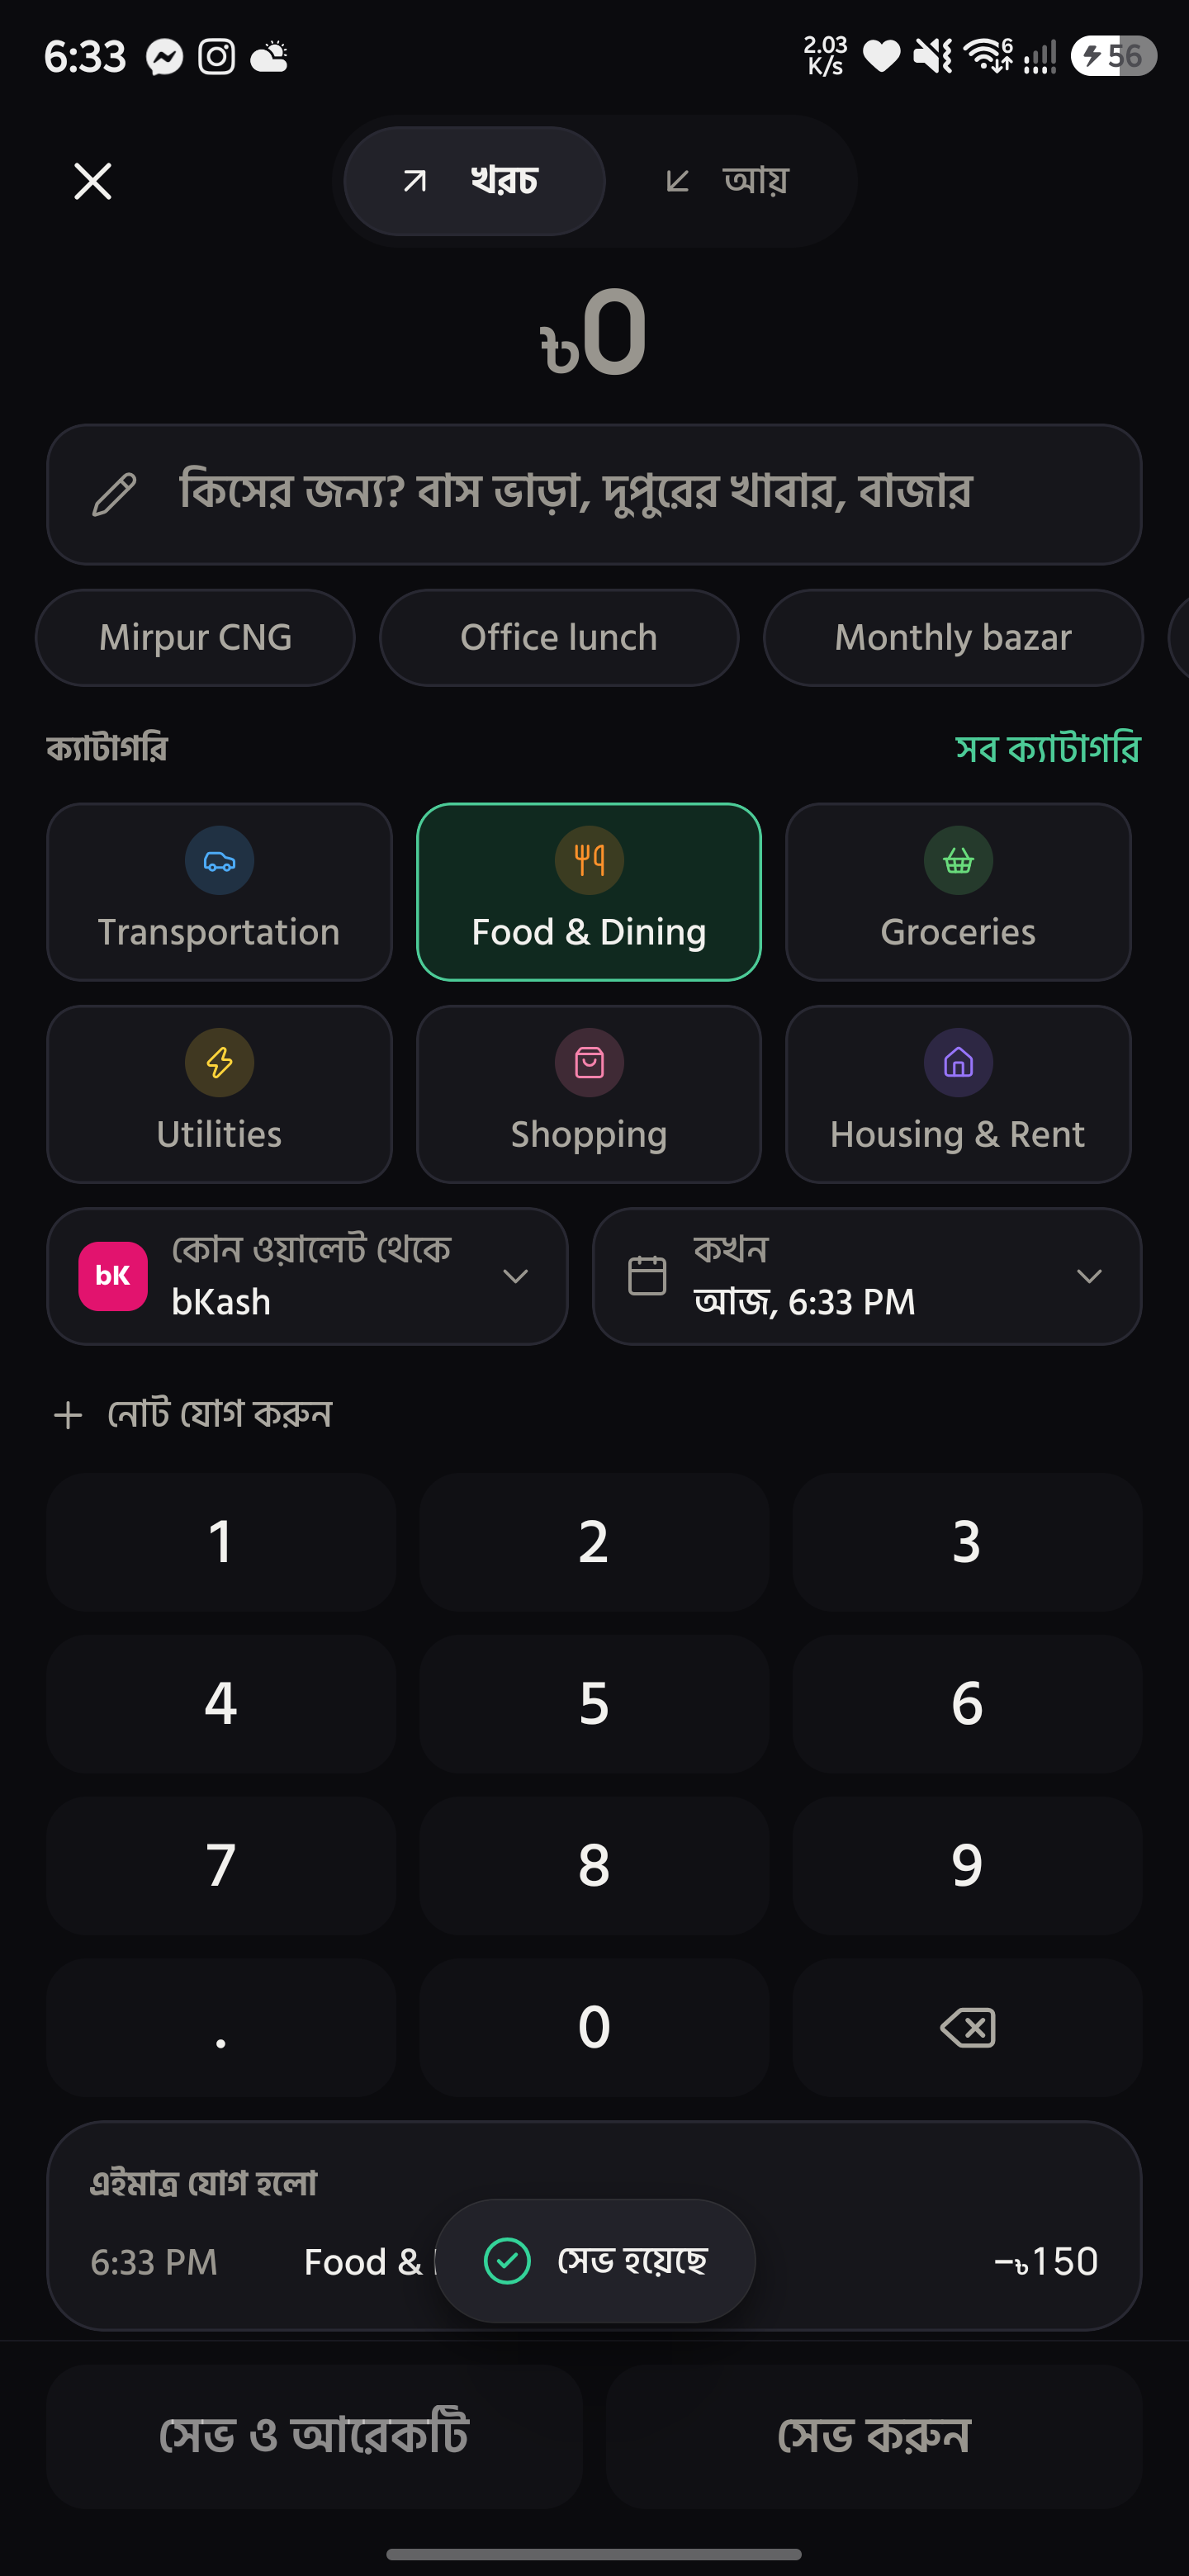 6:33
2.03 K/s
6
56
খরচ
আয়
৳0
কিসের জন্য? বাস ভাড়া, দুপুরের খাবার, বাজার
Mirpur CNG
Office lunch
Monthly bazar
ক্যাটাগরি
সব ক্যাটাগরি
Transportation
Food & Dining
Groceries
Utilities
Shopping
Housing & Rent
bK
কোন ওয়ালেট থেকে
bKash
কখন
আজ, 6:33 PM
নোট যোগ করুন
1
2
3
4
5
6
7
8
9
.
0
এইমাত্র যোগ হলো
6:33 PM
Food &
সেভ হয়েছে
−৳150
সেভ ও আরেকটি
সেভ করুন